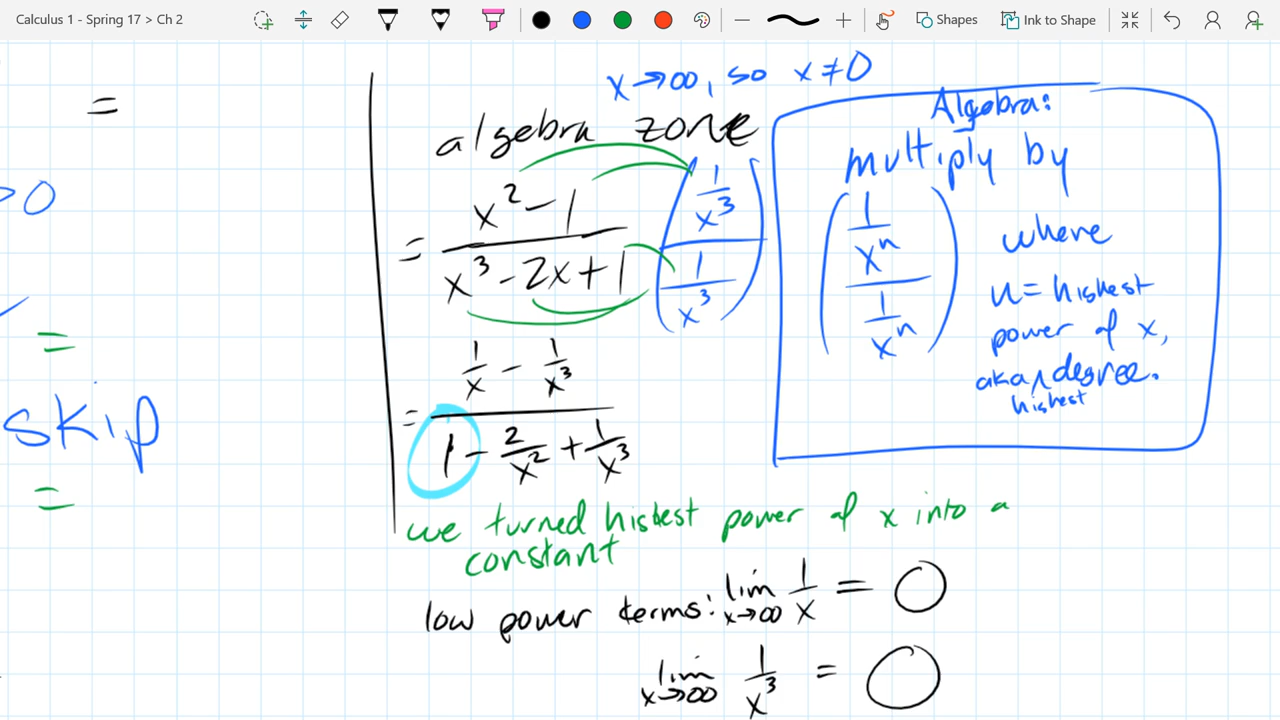 Calculus 1 - Spring 17 > Ch 2
Shapes
Ink to Shape
=
>0
=
skip
=
x→∞, so x≠0
algebra zone
= (x² - 1)/(x³ - 2x + 1) ((1/x³)/(1/x³))
= (1/x - 1/x³)/(1 - 2/x² + 1/x³)
Algebra:
multiply by
((1/xⁿ)/(1/xⁿ))
where
n = highest
power of x,
aka ∧ degree.
highest
we turned highest power of x into a
constant
low power terms: lim x→∞ 1/x = 0
lim x→∞ 1/x³ = 0